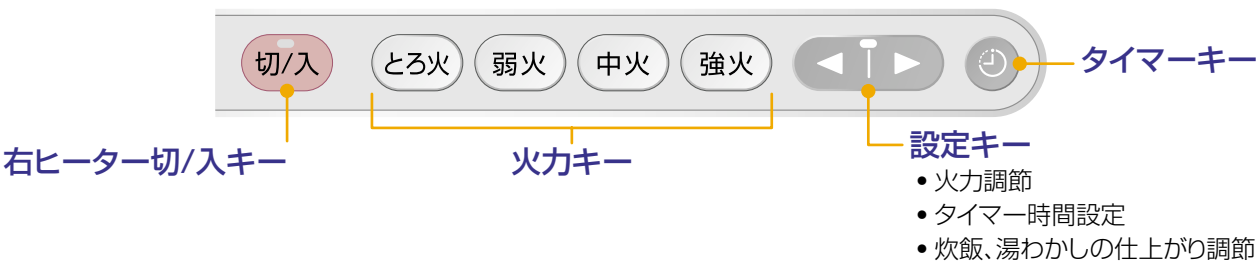 切/入 とろ火 弱火 中火 強火
タイマーキー
右ヒーター切/入キー
火力キー
設定キー
• 火力調節
• タイマー時間設定
• 炊飯、湯わかしの仕上がり調節